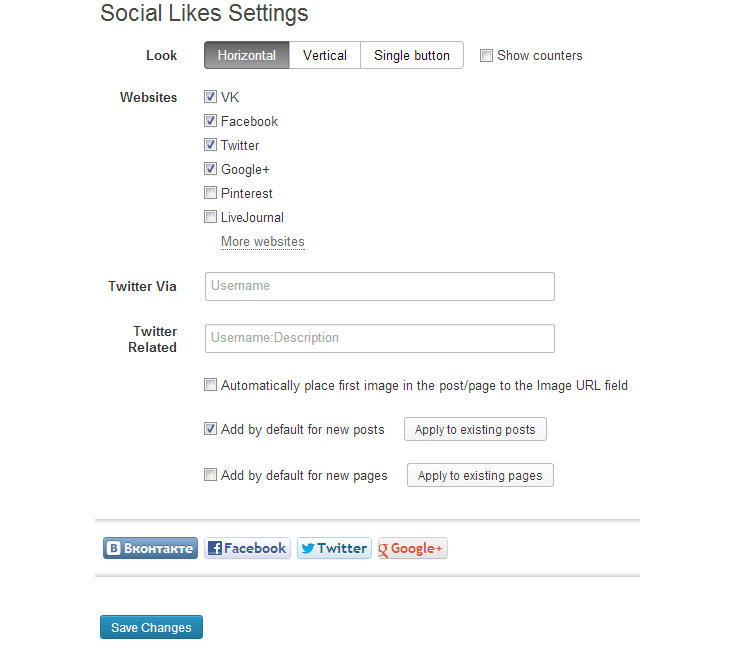 Social Likes Settings
Look Horizontal Vertical Single button Show counters
Websites VK
Facebook
Twitter
Google+
Pinterest
LiveJournal
More websites
Twitter Via Username
Twitter
Related Username:Description
Automatically place first image in the post/page to the Image URL field
Add by default for new posts Apply to existing posts
Add by default for new pages Apply to existing pages
В Вконтакте f Facebook Twitter g Google+
Save Changes